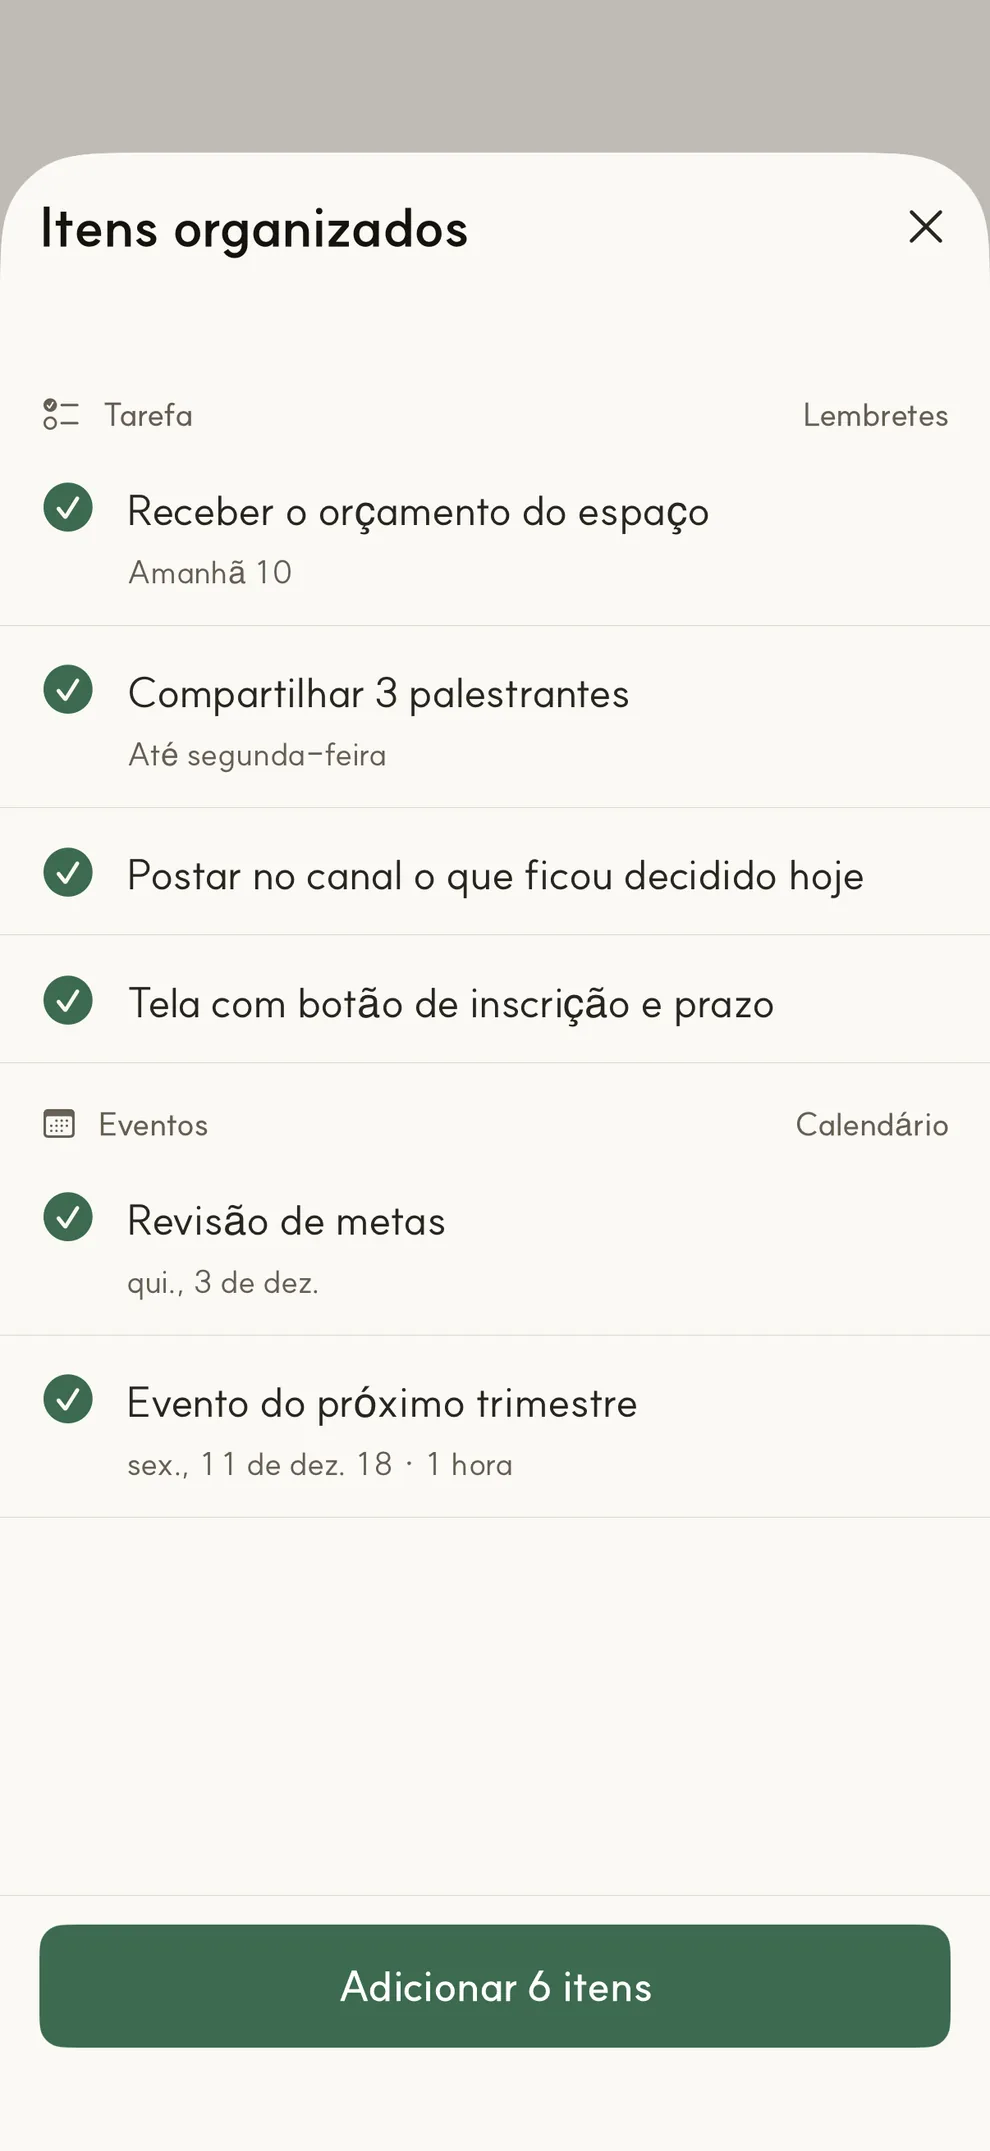 Itens organizados
Tarefa
Lembretes
Receber o orçamento do espaço
Amanhã 10
Compartilhar 3 palestrantes
Até segunda-feira
Postar no canal o que ficou decidido hoje
Tela com botão de inscrição e prazo
Eventos
Calendário
Revisão de metas
qui., 3 de dez.
Evento do próximo trimestre
sex., 11 de dez. 18 · 1 hora
Adicionar 6 itens